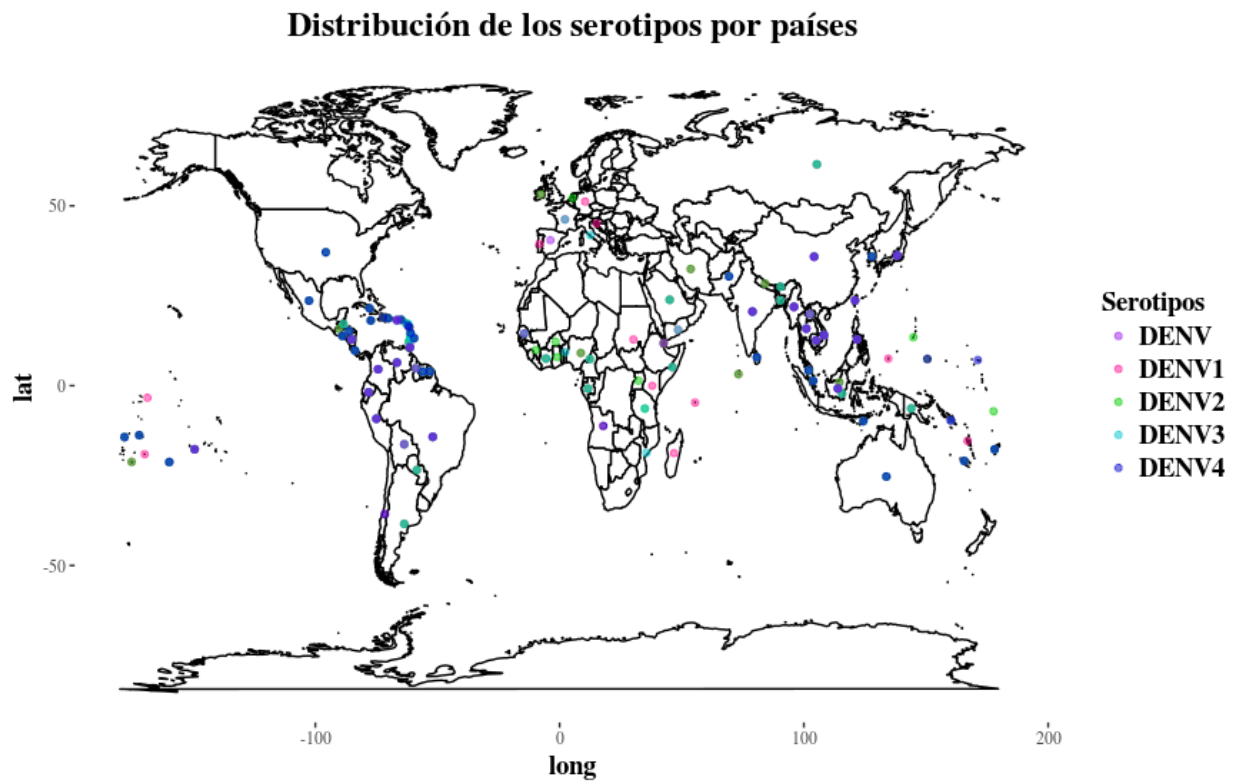 Distribución de los serotipos por países
lat
50
0
-50
-100
0
100
200
long
Serotipos
DENV
DENV1
DENV2
DENV3
DENV4